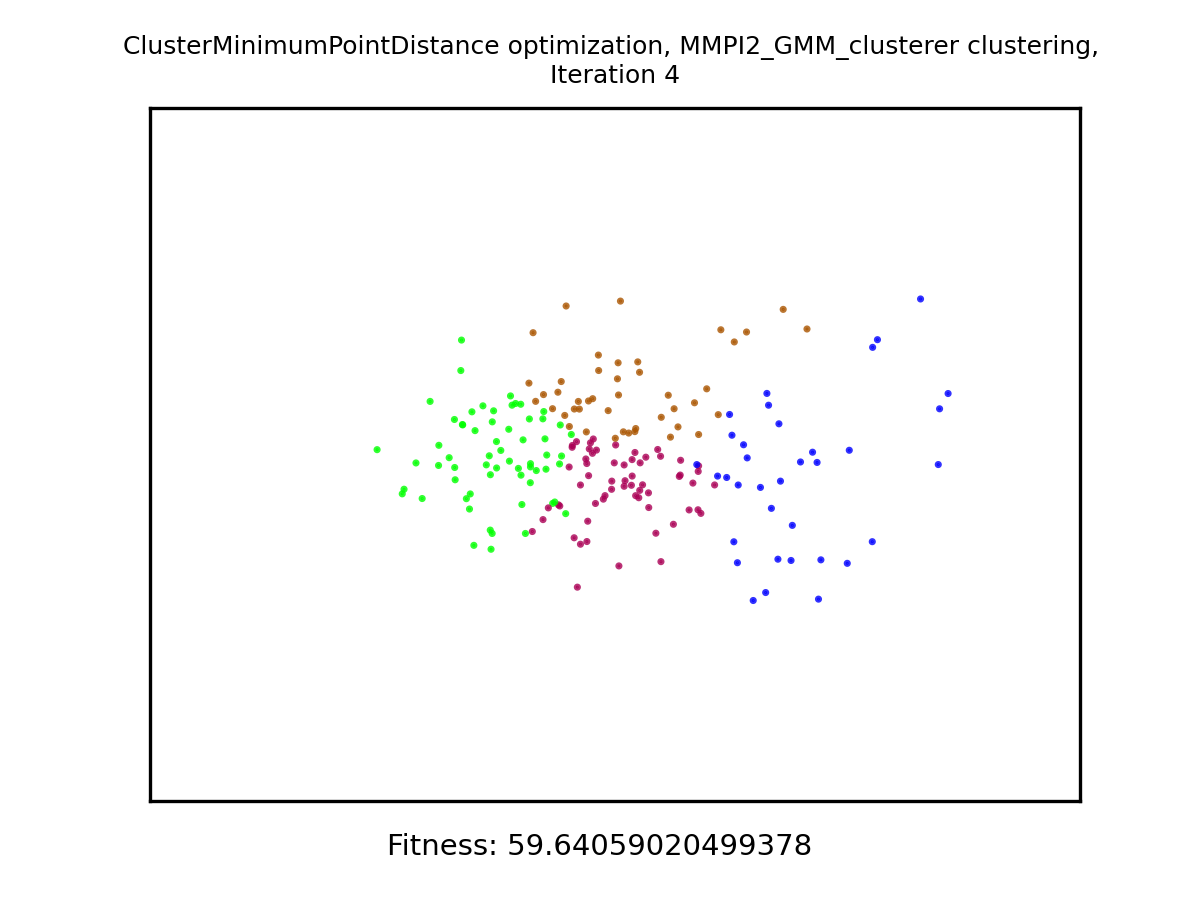 ClusterMinimumPointDistance optimization, MMPI2_GMM_clusterer clustering,
Iteration 4
Fitness: 59.64059020499378